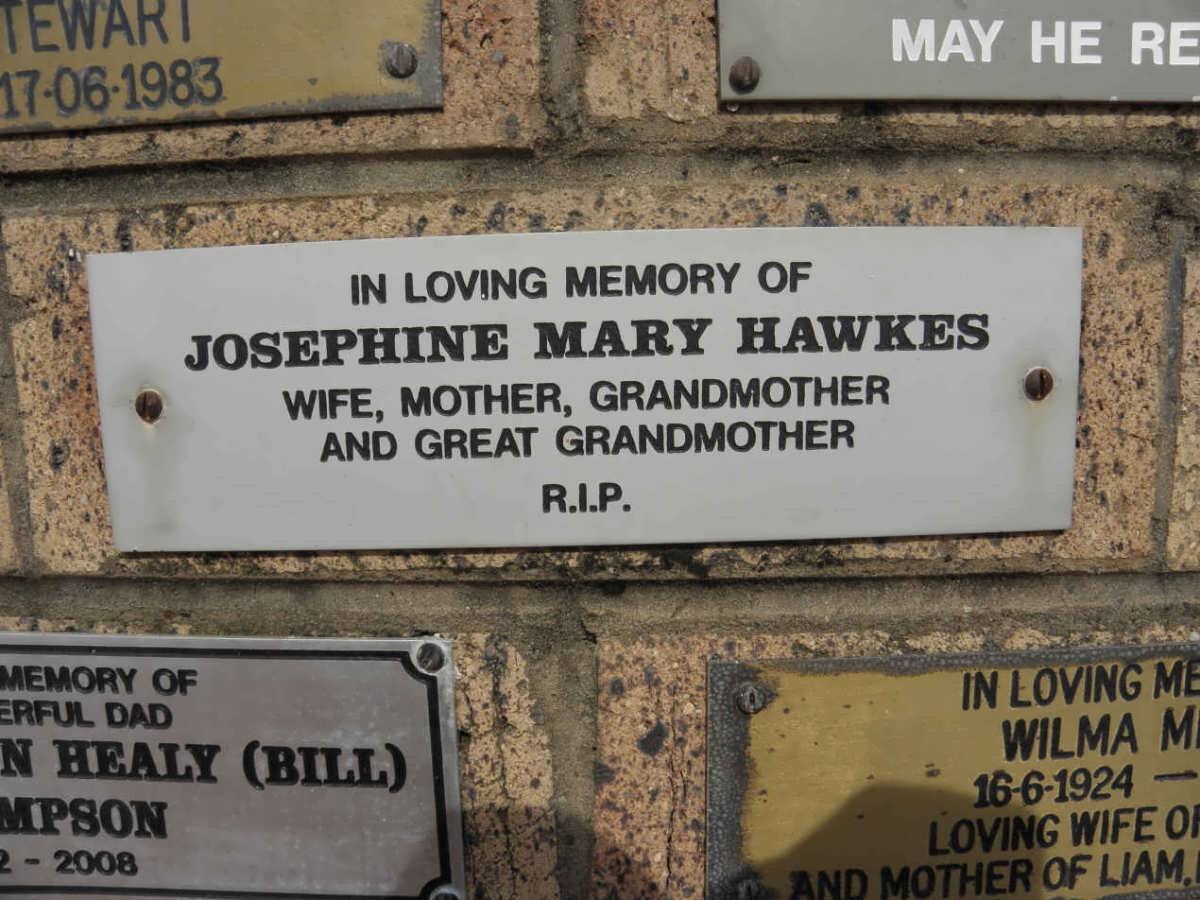 TEWART
17·06·1983
MAY HE RE
IN LOVING MEMORY OF
JOSEPHINE MARY HAWKES
WIFE, MOTHER, GRANDMOTHER
AND GREAT GRANDMOTHER
R.I.P.
MEMORY OF
ERFUL DAD
N HEALY (BILL)
MPSON
2 - 2008
IN LOVING ME
WILMA M
16-6-1924 —
LOVING WIFE O
AND MOTHER OF LIAM,